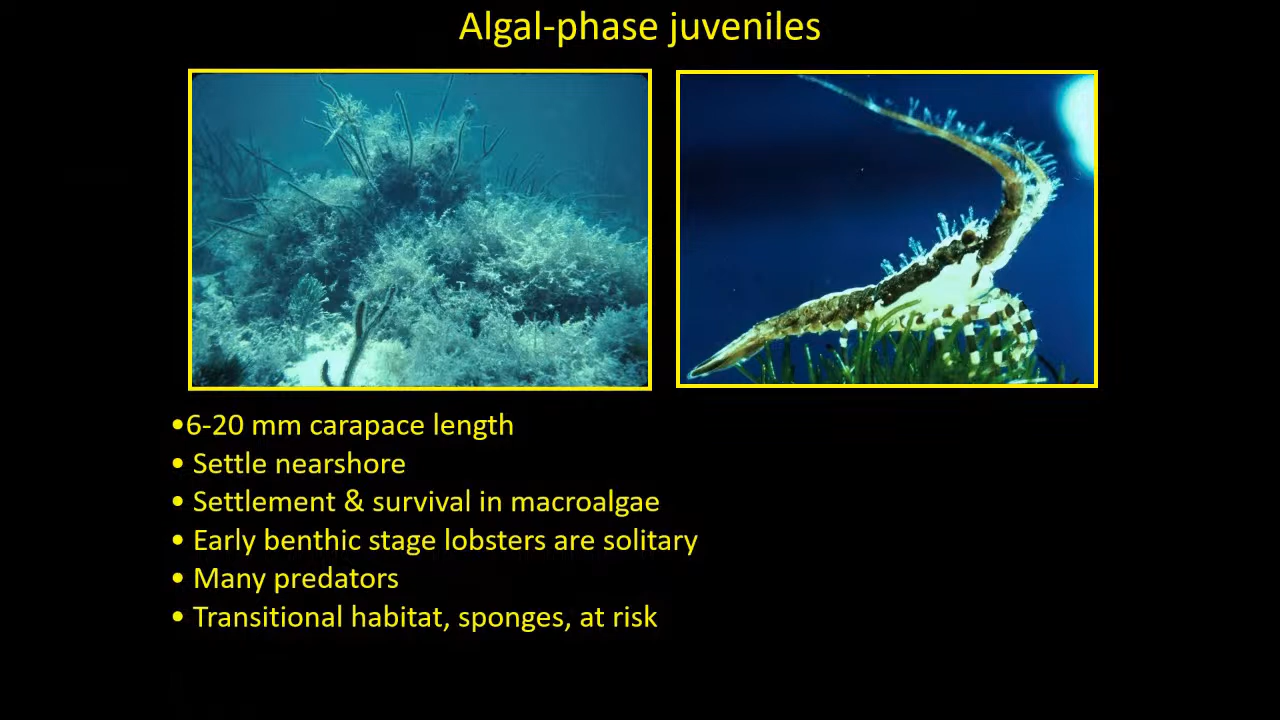 Algal-phase juveniles
•6-20 mm carapace length
• Settle nearshore
• Settlement & survival in macroalgae
• Early benthic stage lobsters are solitary
• Many predators
• Transitional habitat, sponges, at risk